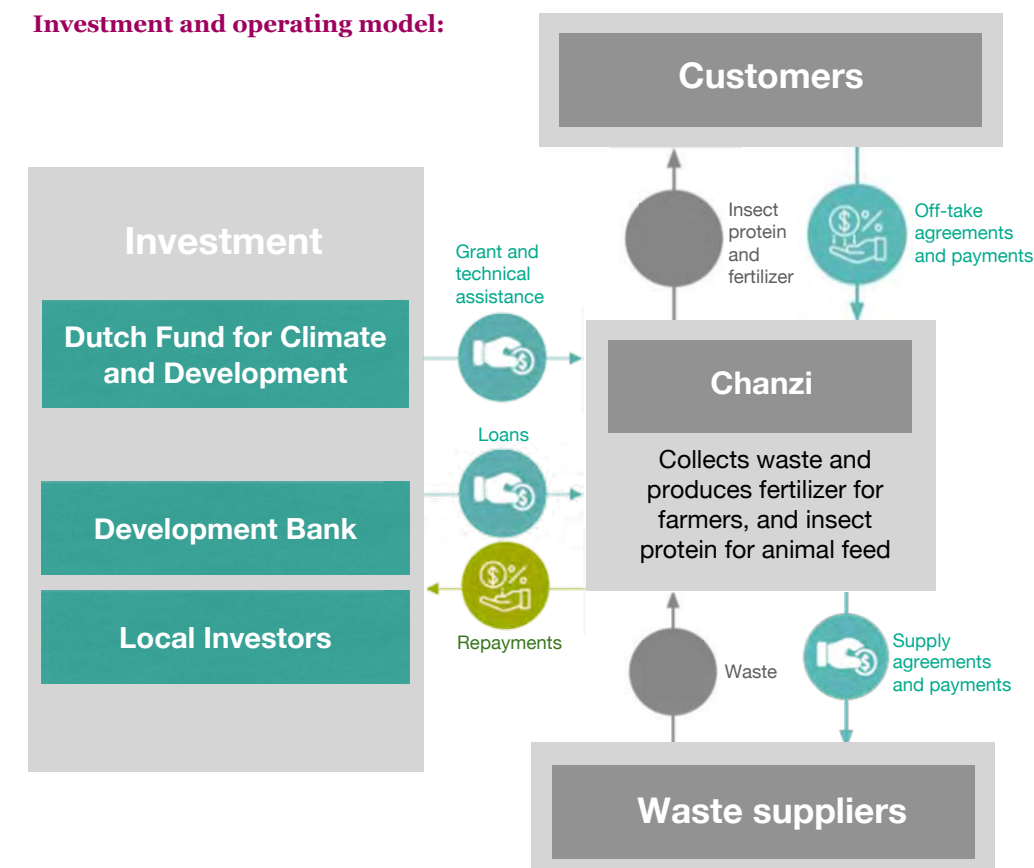 Investment and operating model:
Customers
Insect
protein
and
fertilizer
Off-take
agreements
and payments
Investment
Grant and
technical
assistance
Dutch Fund for Climate
and Development
Chanzi
Collects waste and
produces fertilizer for
farmers, and insect
protein for animal feed
Loans
Development Bank
Repayments
Local Investors
Waste
Supply
agreements
and payments
Waste suppliers